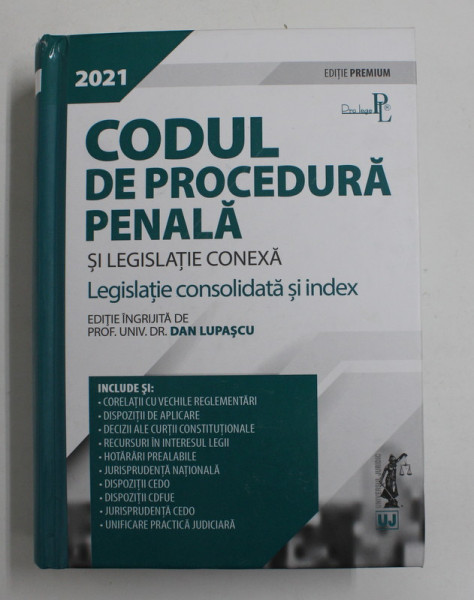 2021
EDIȚIE PREMIUM
Pro lege
PL
CODUL
DE PROCEDURĂ
PENALĂ
ȘI LEGISLAȚIE CONEXĂ
Legislație consolidată și index
EDIȚIE ÎNGRIJITĂ DE
PROF. UNIV. DR. DAN LUPAȘCU
INCLUDE ȘI:
• CORELAȚII CU VECHILE REGLEMENTĂRI
• DISPOZIȚII DE APLICARE
• DECIZII ALE CURȚII CONSTITUȚIONALE
• RECURSURI ÎN INTERESUL LEGII
• HOTĂRÂRI PREALABILE
• JURISPRUDENȚĂ NAȚIONALĂ
• DISPOZIȚII CEDO
• DISPOZIȚII CDFUE
• JURISPRUDENȚĂ CEDO
• UNIFICARE PRACTICĂ JUDICIARĂ
UJ